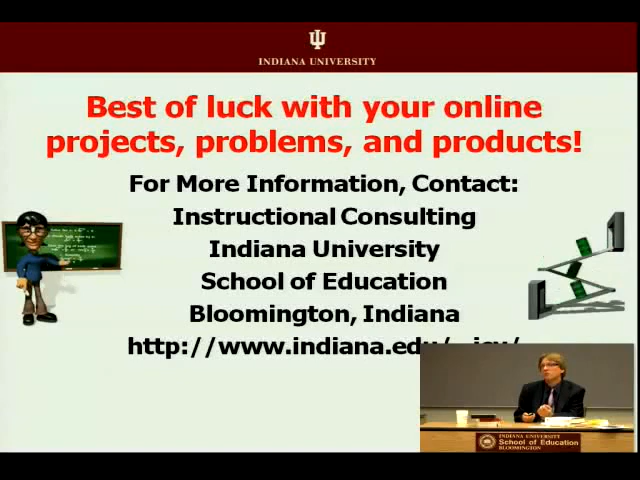 INDIANA UNIVERSITY
Best of luck with your online
projects, problems, and products!
For More Information, Contact:
Instructional Consulting
Indiana University
School of Education
Bloomington, Indiana
http://www.indiana.edu/
INDIANA UNIVERSITY
School of Education
BLOOMINGTON